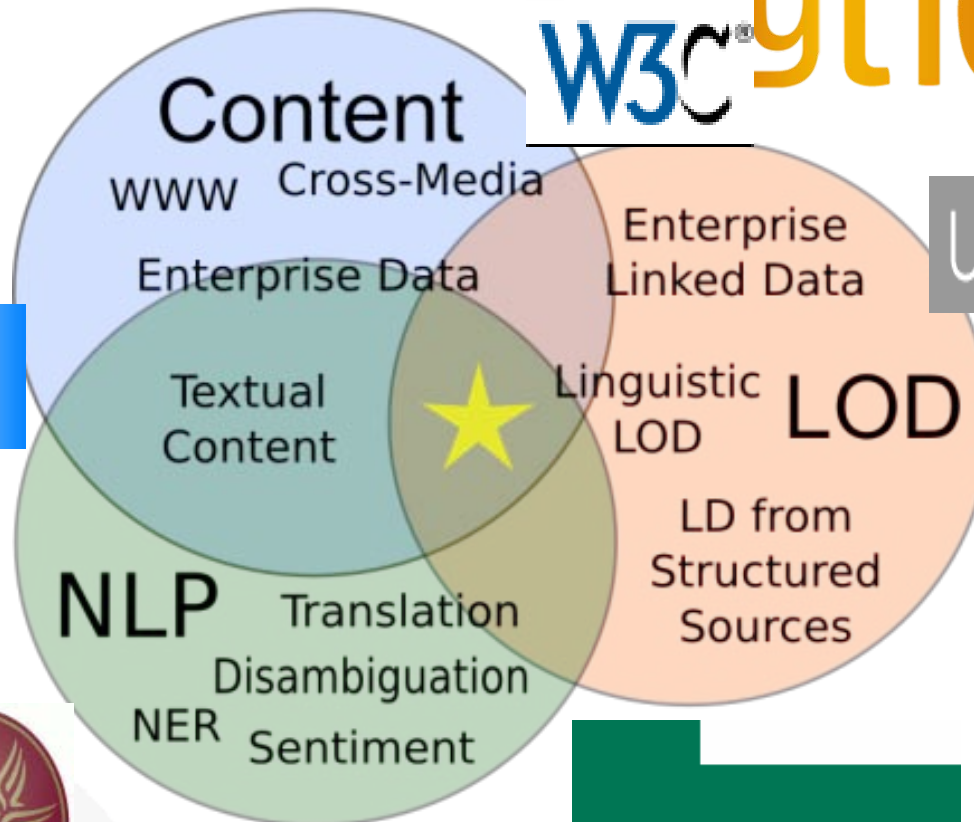 W3C®
Content
WWW Cross-Media
Enterprise Data
Textual
Content
Enterprise
Linked Data
Linguistic
LOD
LOD
LD from
Structured
Sources
NLP
Translation
Disambiguation
NER
Sentiment